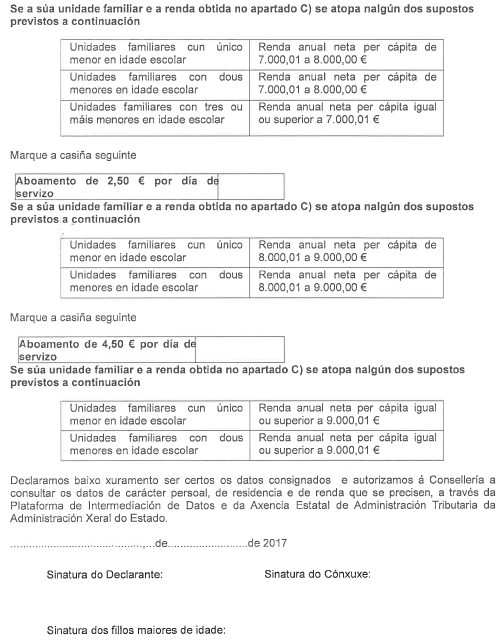 Se a súa unidade familiar e a renda obtida no apartado C) se atopa nalgún dos supostos
previstos a continuación
Unidades familiares cun único
menor en idade escolar
Renda anual neta per cápita de
7.000,01 a 8.000,00 €
Unidades familiares con dous
menores en idade escolar
Renda anual neta per cápita de
7.000,01 a 8.000,00 €
Unidades familiares con tres ou
máis menores en idade escolar
Renda anual neta per cápita igual
ou superior a 7.000,01 €
Marque a casiña seguinte
Aboamento de 2,50 € por día de
servizo
Se a súa unidade familiar e a renda obtida no apartado C) se atopa nalgún dos supostos
previstos a continuación
Unidades familiares cun único
menor en idade escolar
Renda anual neta per cápita de
8.000,01 a 9.000,00 €
Unidades familiares con dous
menores en idade escolar
Renda anual neta per cápita de
8.000,01 a 9.000,00 €
Marque a casiña seguinte
Aboamento de 4,50 € por día de
servizo
Se súa unidade familiar e a renda obtida no apartado C) se atopa nalgún dos supostos
previstos a continuación
Unidades familiares cun único
menor en idade escolar
Renda anual neta per cápita igual
ou superior a 9.000,01 €
Unidades familiares con dous
menores en idade escolar
Renda anual neta per cápita igual
ou superior a 9.000,01 €
Declaramos baixo xuramento ser certos os datos consignados e autorizamos á Consellería a
consultar os datos de carácter persoal, de residencia e de renda que se precisen, a través da
Plataforma de Intermediación de Datos e da Axencia Estatal de Administración Tributaria da
Administración Xeral do Estado.
..........................................,...de.........................de 2017
Sinatura do Declarante:
Sinatura do Cónxuxe:
Sinatura dos fillos maiores de idade: